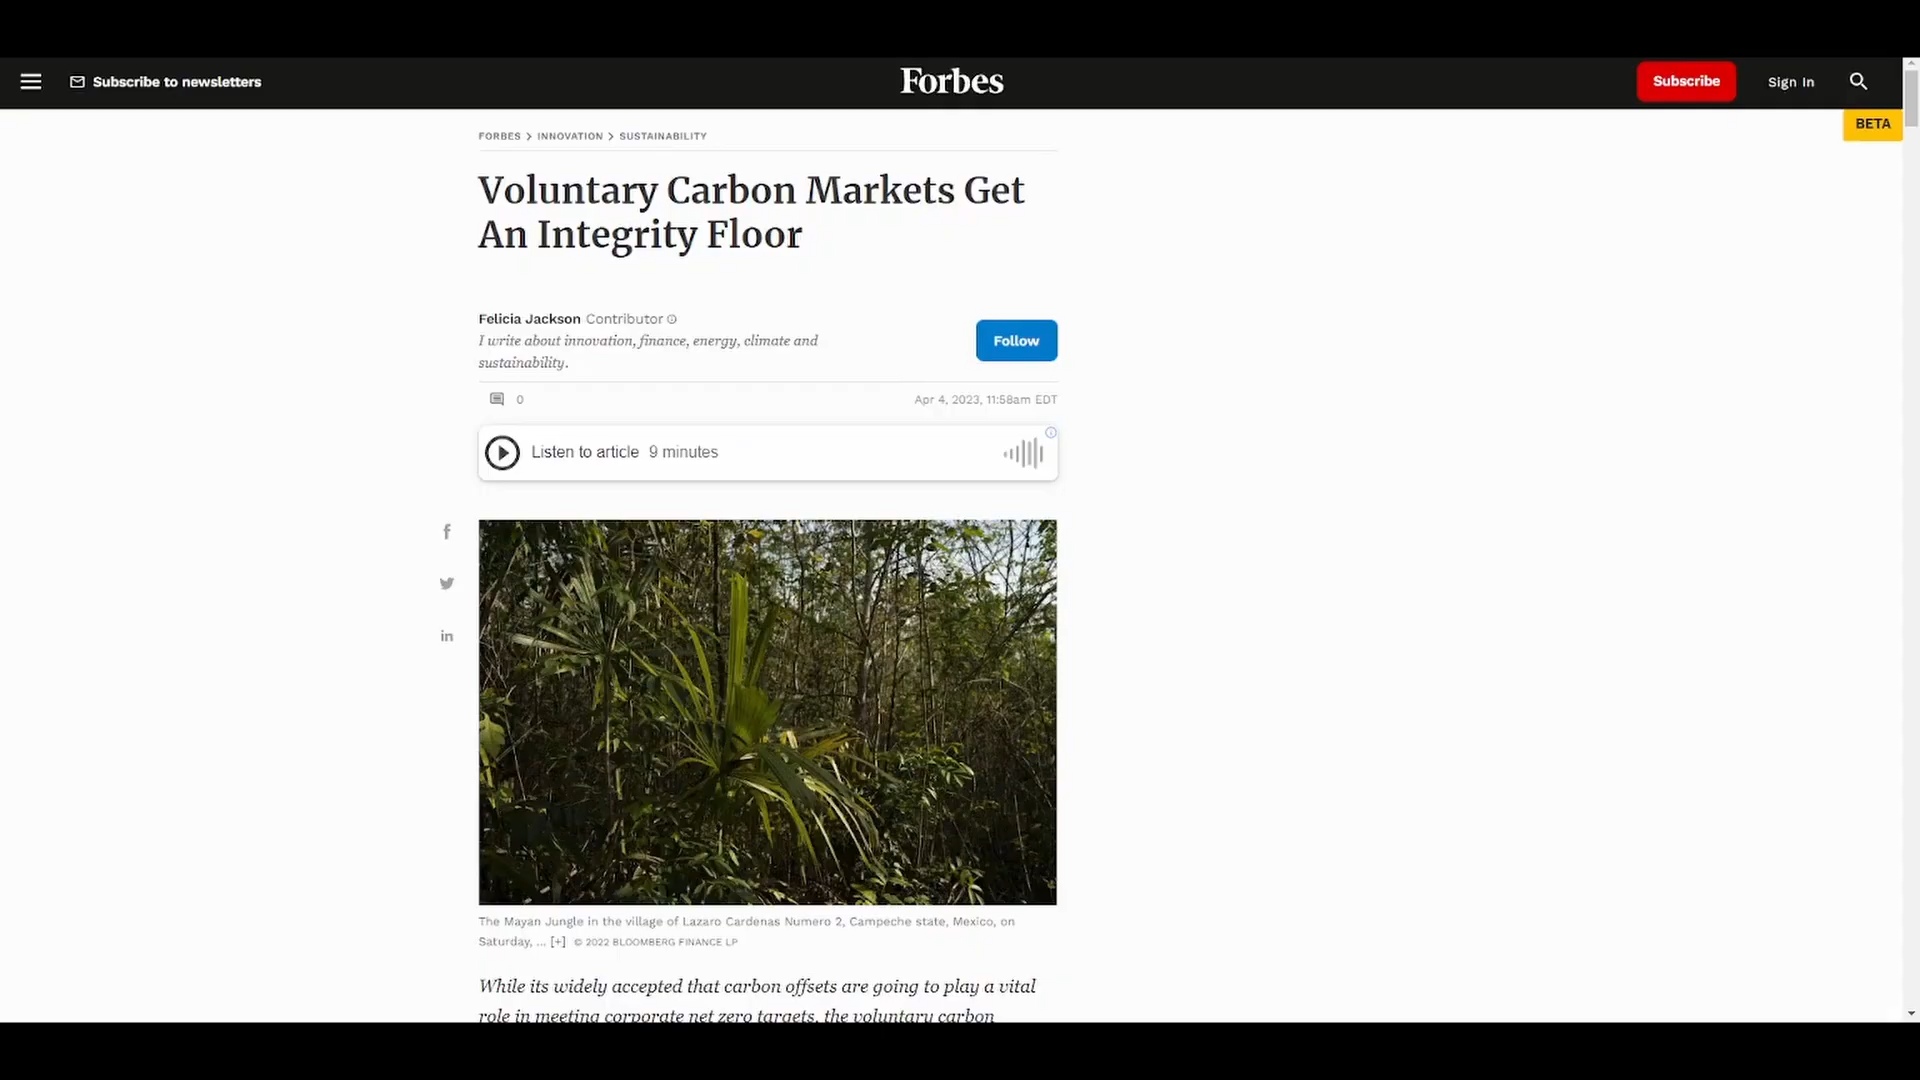 Subscribe to newsletters
Forbes
Subscribe
Sign In
BETA
FORBES > INNOVATION > SUSTAINABILITY
Voluntary Carbon Markets Get
An Integrity Floor
Felicia Jackson Contributor
I write about innovation, finance, energy, climate and
sustainability.
Follow
0
Apr 4, 2023, 11:58am EDT
Listen to article 9 minutes
f
in
The Mayan Jungle in the village of Lazaro Cardenas Numero 2, Campeche state, Mexico, on
Saturday, ... [+] © 2022 BLOOMBERG FINANCE LP
While its widely accepted that carbon offsets are going to play a vital
role in meeting corporate net zero targets, the voluntary carbon